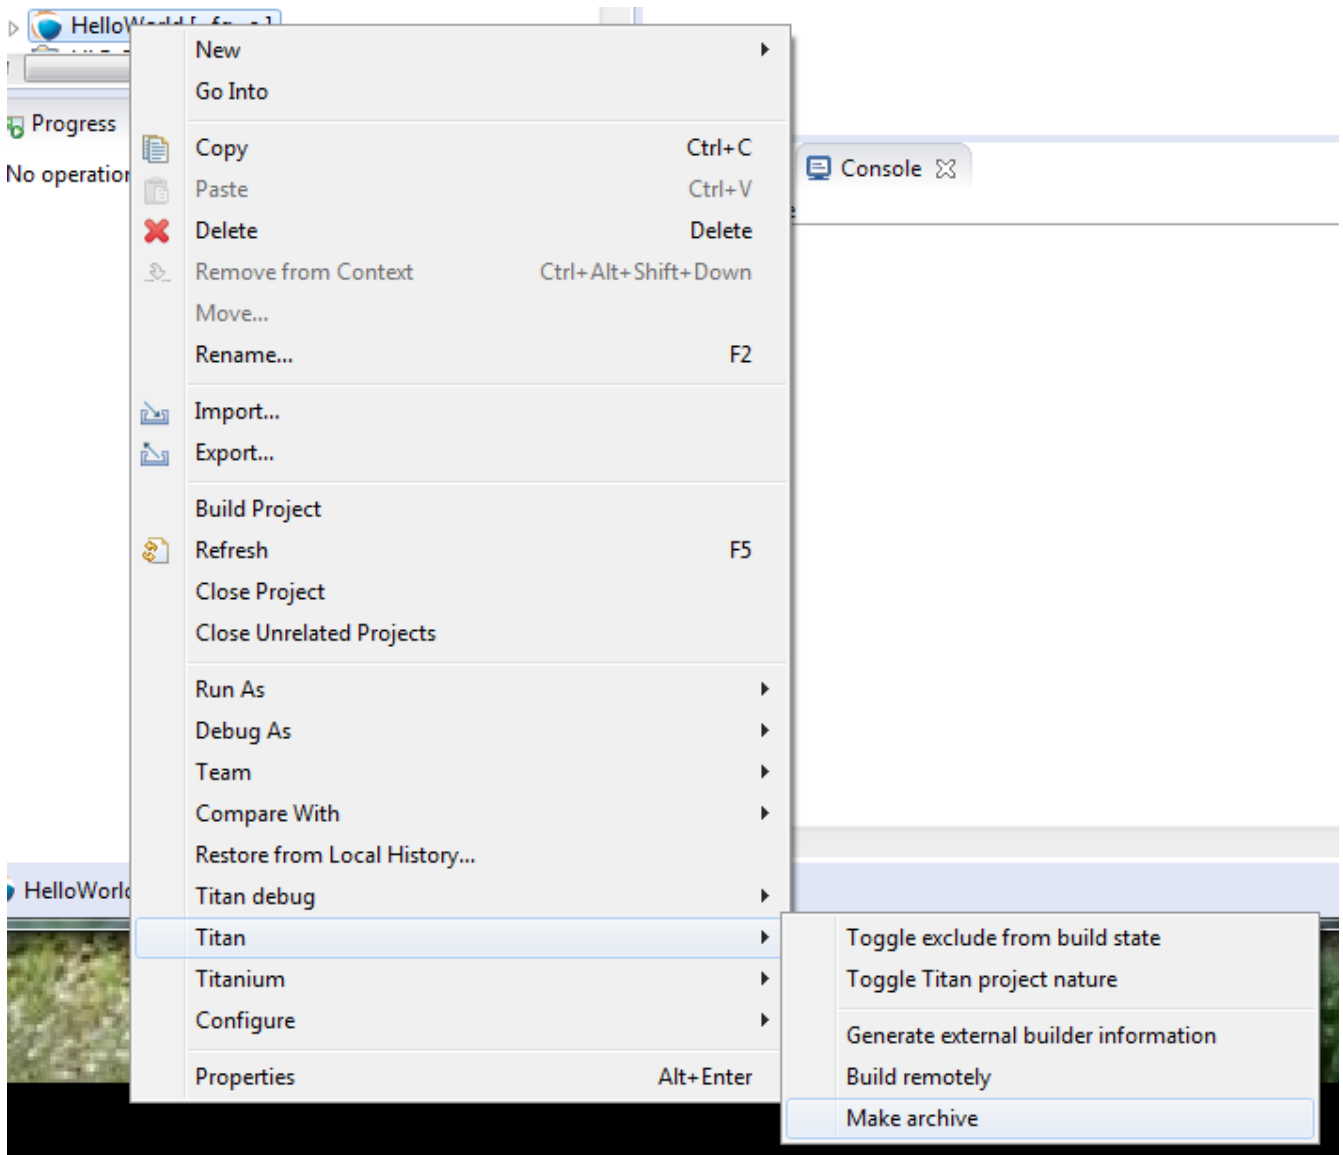 HelloWorld [
New
Go Into
Progress
Copy Ctrl+C
No operation
Console
Paste Ctrl+V
Delete Delete
Remove from Context Ctrl+Alt+Shift+Down
Move...
Rename... F2
Import...
Export...
Build Project
Refresh F5
Close Project
Close Unrelated Projects
Run As
Debug As
Team
Compare With
Restore from Local History...
HelloWorld
Titan debug
Titan
Toggle exclude from build state
Titanium
Toggle Titan project nature
Configure
Generate external builder information
Properties Alt+Enter
Build remotely
Make archive